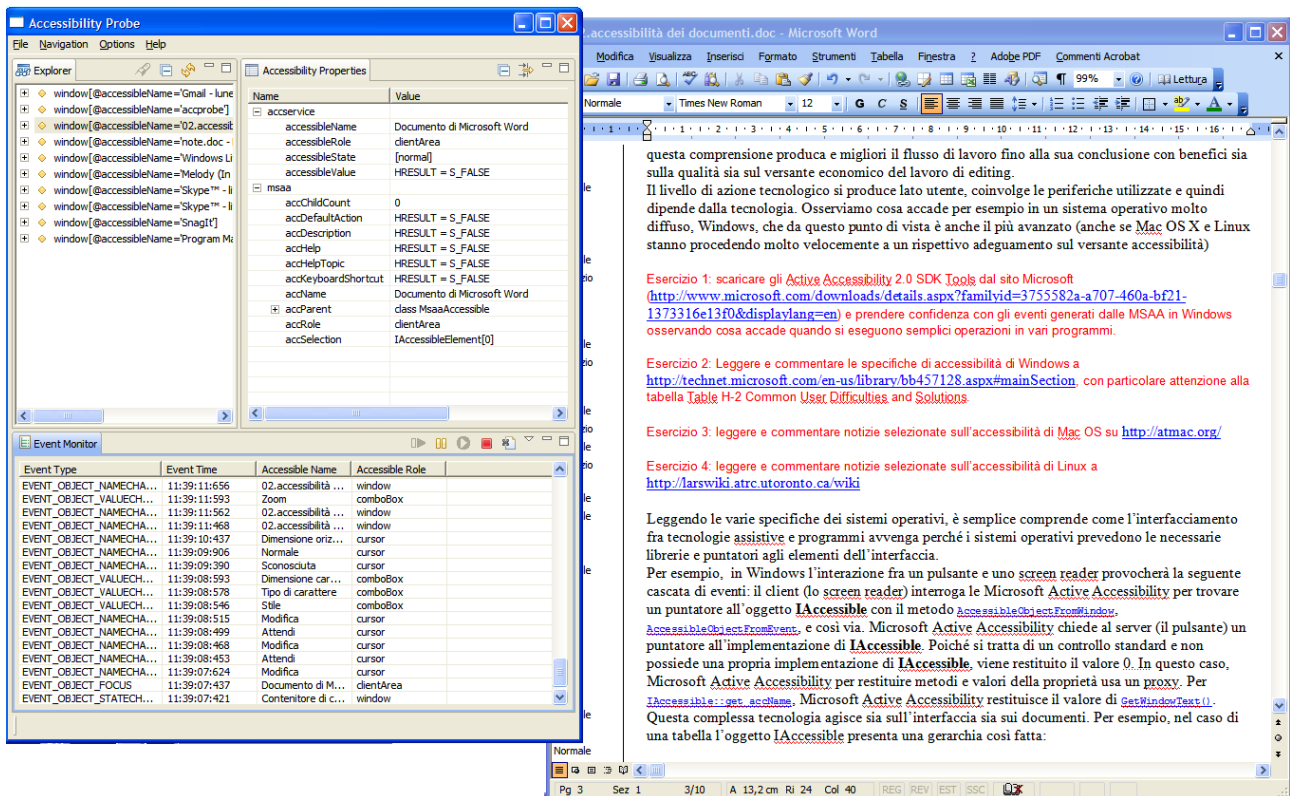 Accessibility Probe
File Navigation Options Help
Explorer
window[@accessibleName='Gmail - lune
window[@accessibleName='accprobe']
window[@accessibleName='02.accessit
window[@accessibleName='note.doc -
window[@accessibleName='Windows Li
window[@accessibleName='Melody (In
window[@accessibleName='Skype™ - li
window[@accessibleName='Skype™ - li
window[@accessibleName='SnagIt']
window[@accessibleName='Program Ma
Accessibility Properties
Name Value
accservice
accessibleName Documento di Microsoft Word
accessibleRole clientArea
accessibleState [normal]
accessibleValue HRESULT = S_FALSE
msaa
accChildCount 0
accDefaultAction HRESULT = S_FALSE
accDescription HRESULT = S_FALSE
accHelp HRESULT = S_FALSE
accHelpTopic HRESULT = S_FALSE
accKeyboardShortcut HRESULT = S_FALSE
accName Documento di Microsoft Word
accParent class MsaaAccessible
accRole clientArea
accSelection IAccessibleElement[0]
Event Monitor
Event Type Event Time Accessible Name Accessible Role
EVENT_OBJECT_NAMECHA... 11:39:11:656 02.accessibilità ... window
EVENT_OBJECT_VALUECH... 11:39:11:593 Zoom comboBox
EVENT_OBJECT_NAMECHA... 11:39:11:562 02.accessibilità ... window
EVENT_OBJECT_NAMECHA... 11:39:11:468 02.accessibilità ... window
EVENT_OBJECT_NAMECHA... 11:39:10:437 Dimensione oriz... cursor
EVENT_OBJECT_NAMECHA... 11:39:09:906 Normale cursor
EVENT_OBJECT_NAMECHA... 11:39:09:390 Sconosciuta cursor
EVENT_OBJECT_VALUECH... 11:39:08:593 Dimensione car... comboBox
EVENT_OBJECT_VALUECH... 11:39:08:578 Tipo di carattere comboBox
EVENT_OBJECT_VALUECH... 11:39:08:546 Stile comboBox
EVENT_OBJECT_NAMECHA... 11:39:08:515 Modifica cursor
EVENT_OBJECT_NAMECHA... 11:39:08:499 Attendi cursor
EVENT_OBJECT_NAMECHA... 11:39:08:468 Modifica cursor
EVENT_OBJECT_NAMECHA... 11:39:08:453 Attendi cursor
EVENT_OBJECT_NAMECHA... 11:39:07:624 Modifica cursor
EVENT_OBJECT_FOCUS 11:39:07:437 Documento di M... clientArea
EVENT_OBJECT_STATECH... 11:39:07:421 Contenitore di c... window
.accessibilità dei documenti.doc - Microsoft Word
Modifica Visualizza Inserisci Formato Strumenti Tabella Finestra ? Adobe PDF Commenti Acrobat
99% Lettura
Normale Times New Roman 12 G C S
1 1 2 3 4 5 6 7 8 9 10 11 12 13 14 15 16
questa comprensione produca e migliori il flusso di lavoro fino alla sua conclusione con benefici sia
sulla qualità sia sul versante economico del lavoro di editing.
Il livello di azione tecnologico si produce lato utente, coinvolge le periferiche utilizzate e quindi
dipende dalla tecnologia. Osserviamo cosa accade per esempio in un sistema operativo molto
diffuso, Windows, che da questo punto di vista è anche il più avanzato (anche se Mac OS X e Linux
stanno procedendo molto velocemente a un rispettivo adeguamento sul versante accessibilità)
Esercizio 1: scaricare gli Active Accessibility 2.0 SDK Tools dal sito Microsoft
(http://www.microsoft.com/downloads/details.aspx?familyid=3755582a-a707-460a-bf21-
1373316e13f0&displaylang=en) e prendere confidenza con gli eventi generati dalle MSAA in Windows
osservando cosa accade quando si eseguono semplici operazioni in vari programmi.
Esercizio 2: Leggere e commentare le specifiche di accessibilità di Windows a
http://technet.microsoft.com/en-us/library/bb457128.aspx#mainSection, con particolare attenzione alla
tabella Table H-2 Common User Difficulties and Solutions.
Esercizio 3: leggere e commentare notizie selezionate sull'accessibilità di Mac OS su http://atmac.org/
Esercizio 4: leggere e commentare notizie selezionate sull'accessibilità di Linux a
http://larswiki.atrc.utoronto.ca/wiki
Leggendo le varie specifiche dei sistemi operativi, è semplice comprende come l'interfacciamento
fra tecnologie assistive e programmi avvenga perché i sistemi operativi prevedono le necessarie
librerie e puntatori agli elementi dell'interfaccia.
Per esempio, in Windows l'interazione fra un pulsante e uno screen reader provocherà la seguente
cascata di eventi: il client (lo screen reader) interroga le Microsoft Active Accessibility per trovare
un puntatore all'oggetto IAccessible con il metodo AccessibleObjectFromWindow,
AccessibleObjectFromEvent, e così via. Microsoft Active Accessibility chiede al server (il pulsante) un
puntatore all'implementazione di IAccessible. Poiché si tratta di un controllo standard e non
possiede una propria implementazione di IAccessible, viene restituito il valore 0. In questo caso,
Microsoft Active Accessibility per restituire metodi e valori della proprietà usa un proxy. Per
IAccessible::get_accName, Microsoft Active Accessibility restituisce il valore di GetWindowText().
Questa complessa tecnologia agisce sia sull'interfaccia sia sui documenti. Per esempio, nel caso di
una tabella l'oggetto IAccessible presenta una gerarchia così fatta:
Normale
Pg 3 Sez 1 3/10 A 13,2 cm Ri 24 Col 40 REG REV EST SSC